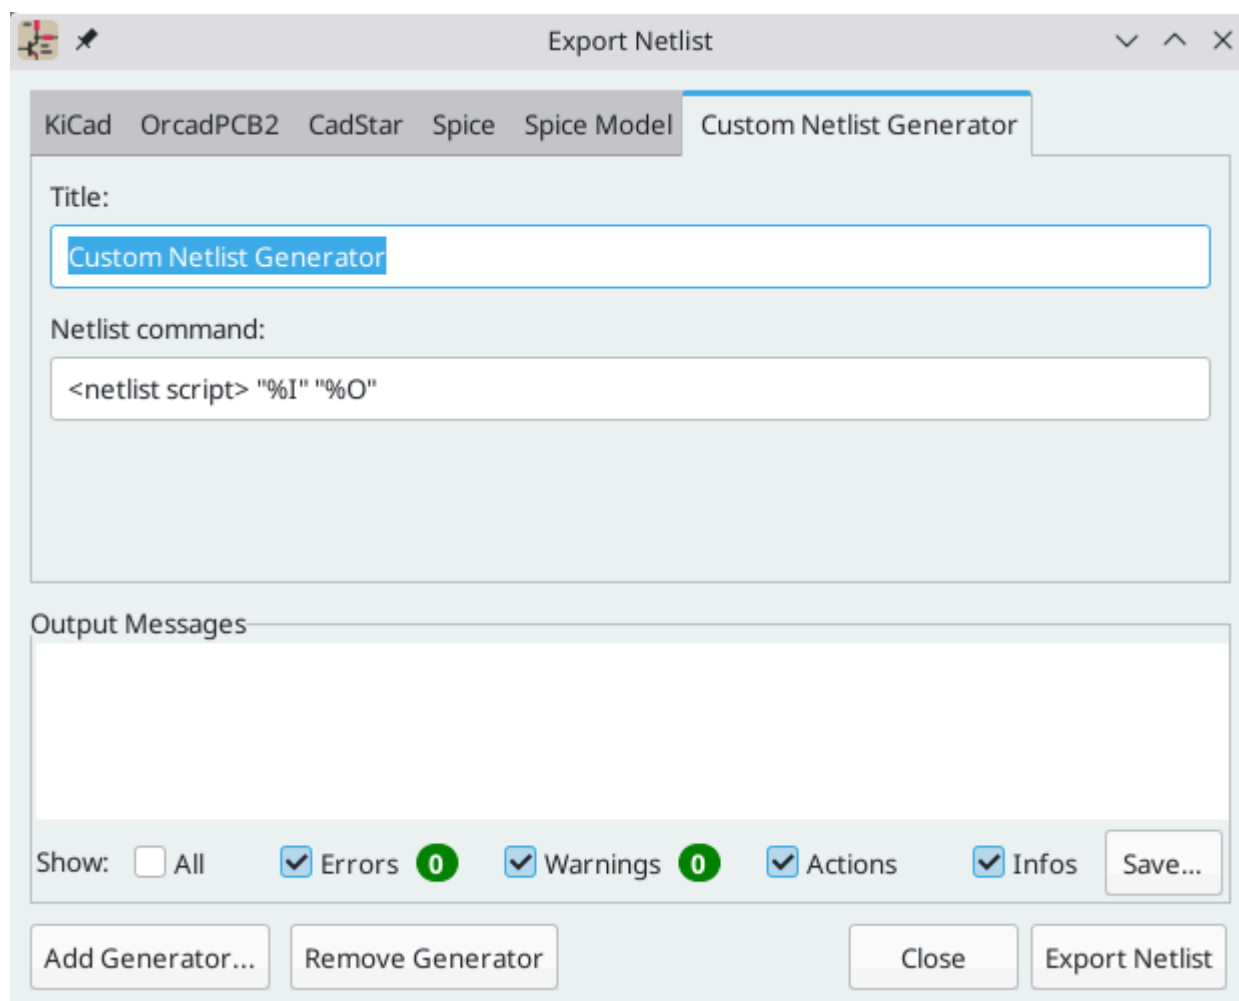 Export Netlist
KiCad OrcadPCB2 CadStar Spice Spice Model Custom Netlist Generator
Title:
Custom Netlist Generator
Netlist command:
<netlist script> "%I" "%O"
Output Messages
Show: All Errors 0 Warnings 0 Actions Infos Save...
Add Generator... Remove Generator Close Export Netlist